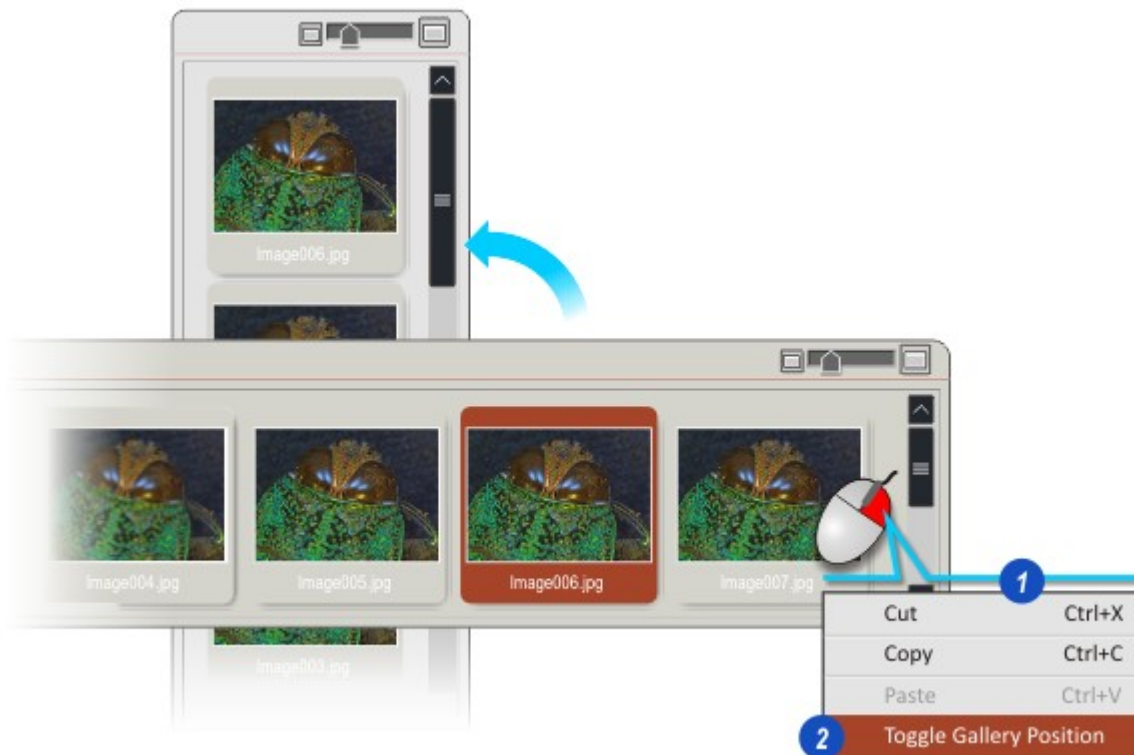 Image006.jpg
Image004.jpg
Image005.jpg
Image006.jpg
Image007.jpg
1
Cut Ctrl+X
Copy Ctrl+C
Image003.jpg
Paste Ctrl+V
2 Toggle Gallery Position